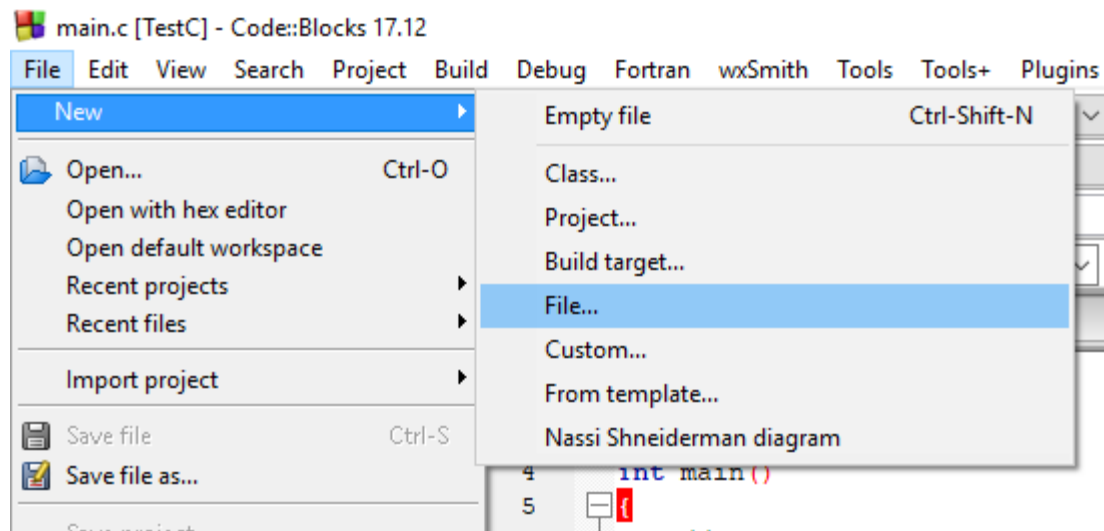 main.c [TestC] - Code::Blocks 17.12
File Edit View Search Project Build Debug Fortran wxSmith Tools Tools+ Plugins
New
Open... Ctrl-O
Open with hex editor
Open default workspace
Recent projects
Recent files
Import project
Save file Ctrl-S
Save file as...
Save project
Empty file Ctrl-Shift-N
Class...
Project...
Build target...
File...
Custom...
From template...
Nassi Shneiderman diagram
4 int main()
5 {